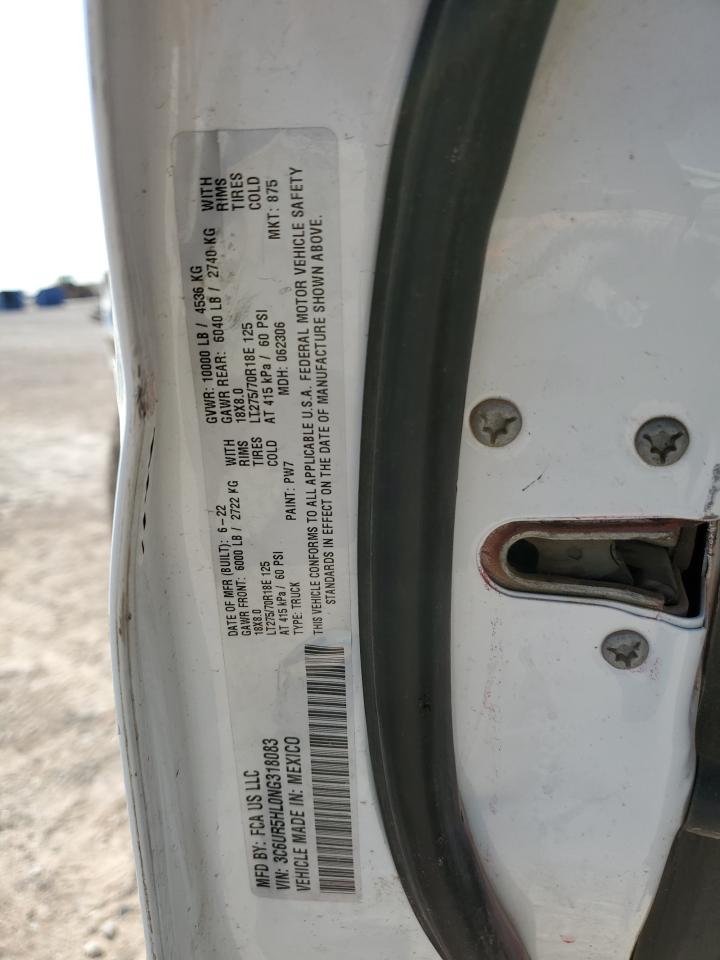 MFD BY: FCA US LLC
VIN: 3C6UR5HL0NG318083
VEHICLE MADE IN: MEXICO
DATE OF MFR (BUILT): 6-22
GAWR FRONT: 6000 LB / 2722 KG WITH
18X8.0 RIMS
LT275/70R18E 125 TIRES
AT 415 kPa / 60 PSI COLD
TYPE: TRUCK PAINT: PW7
GVWR: 10000 LB / 4536 KG
GAWR REAR: 6040 LB / 2740 KG WITH
18X8.0 RIMS
LT275/70R18E 125 TIRES
AT 415 kPa / 60 PSI COLD
MDH: 062306 MKT: 875
THIS VEHICLE CONFORMS TO ALL APPLICABLE U.S.A. FEDERAL MOTOR VEHICLE SAFETY
STANDARDS IN EFFECT ON THE DATE OF MANUFACTURE SHOWN ABOVE.